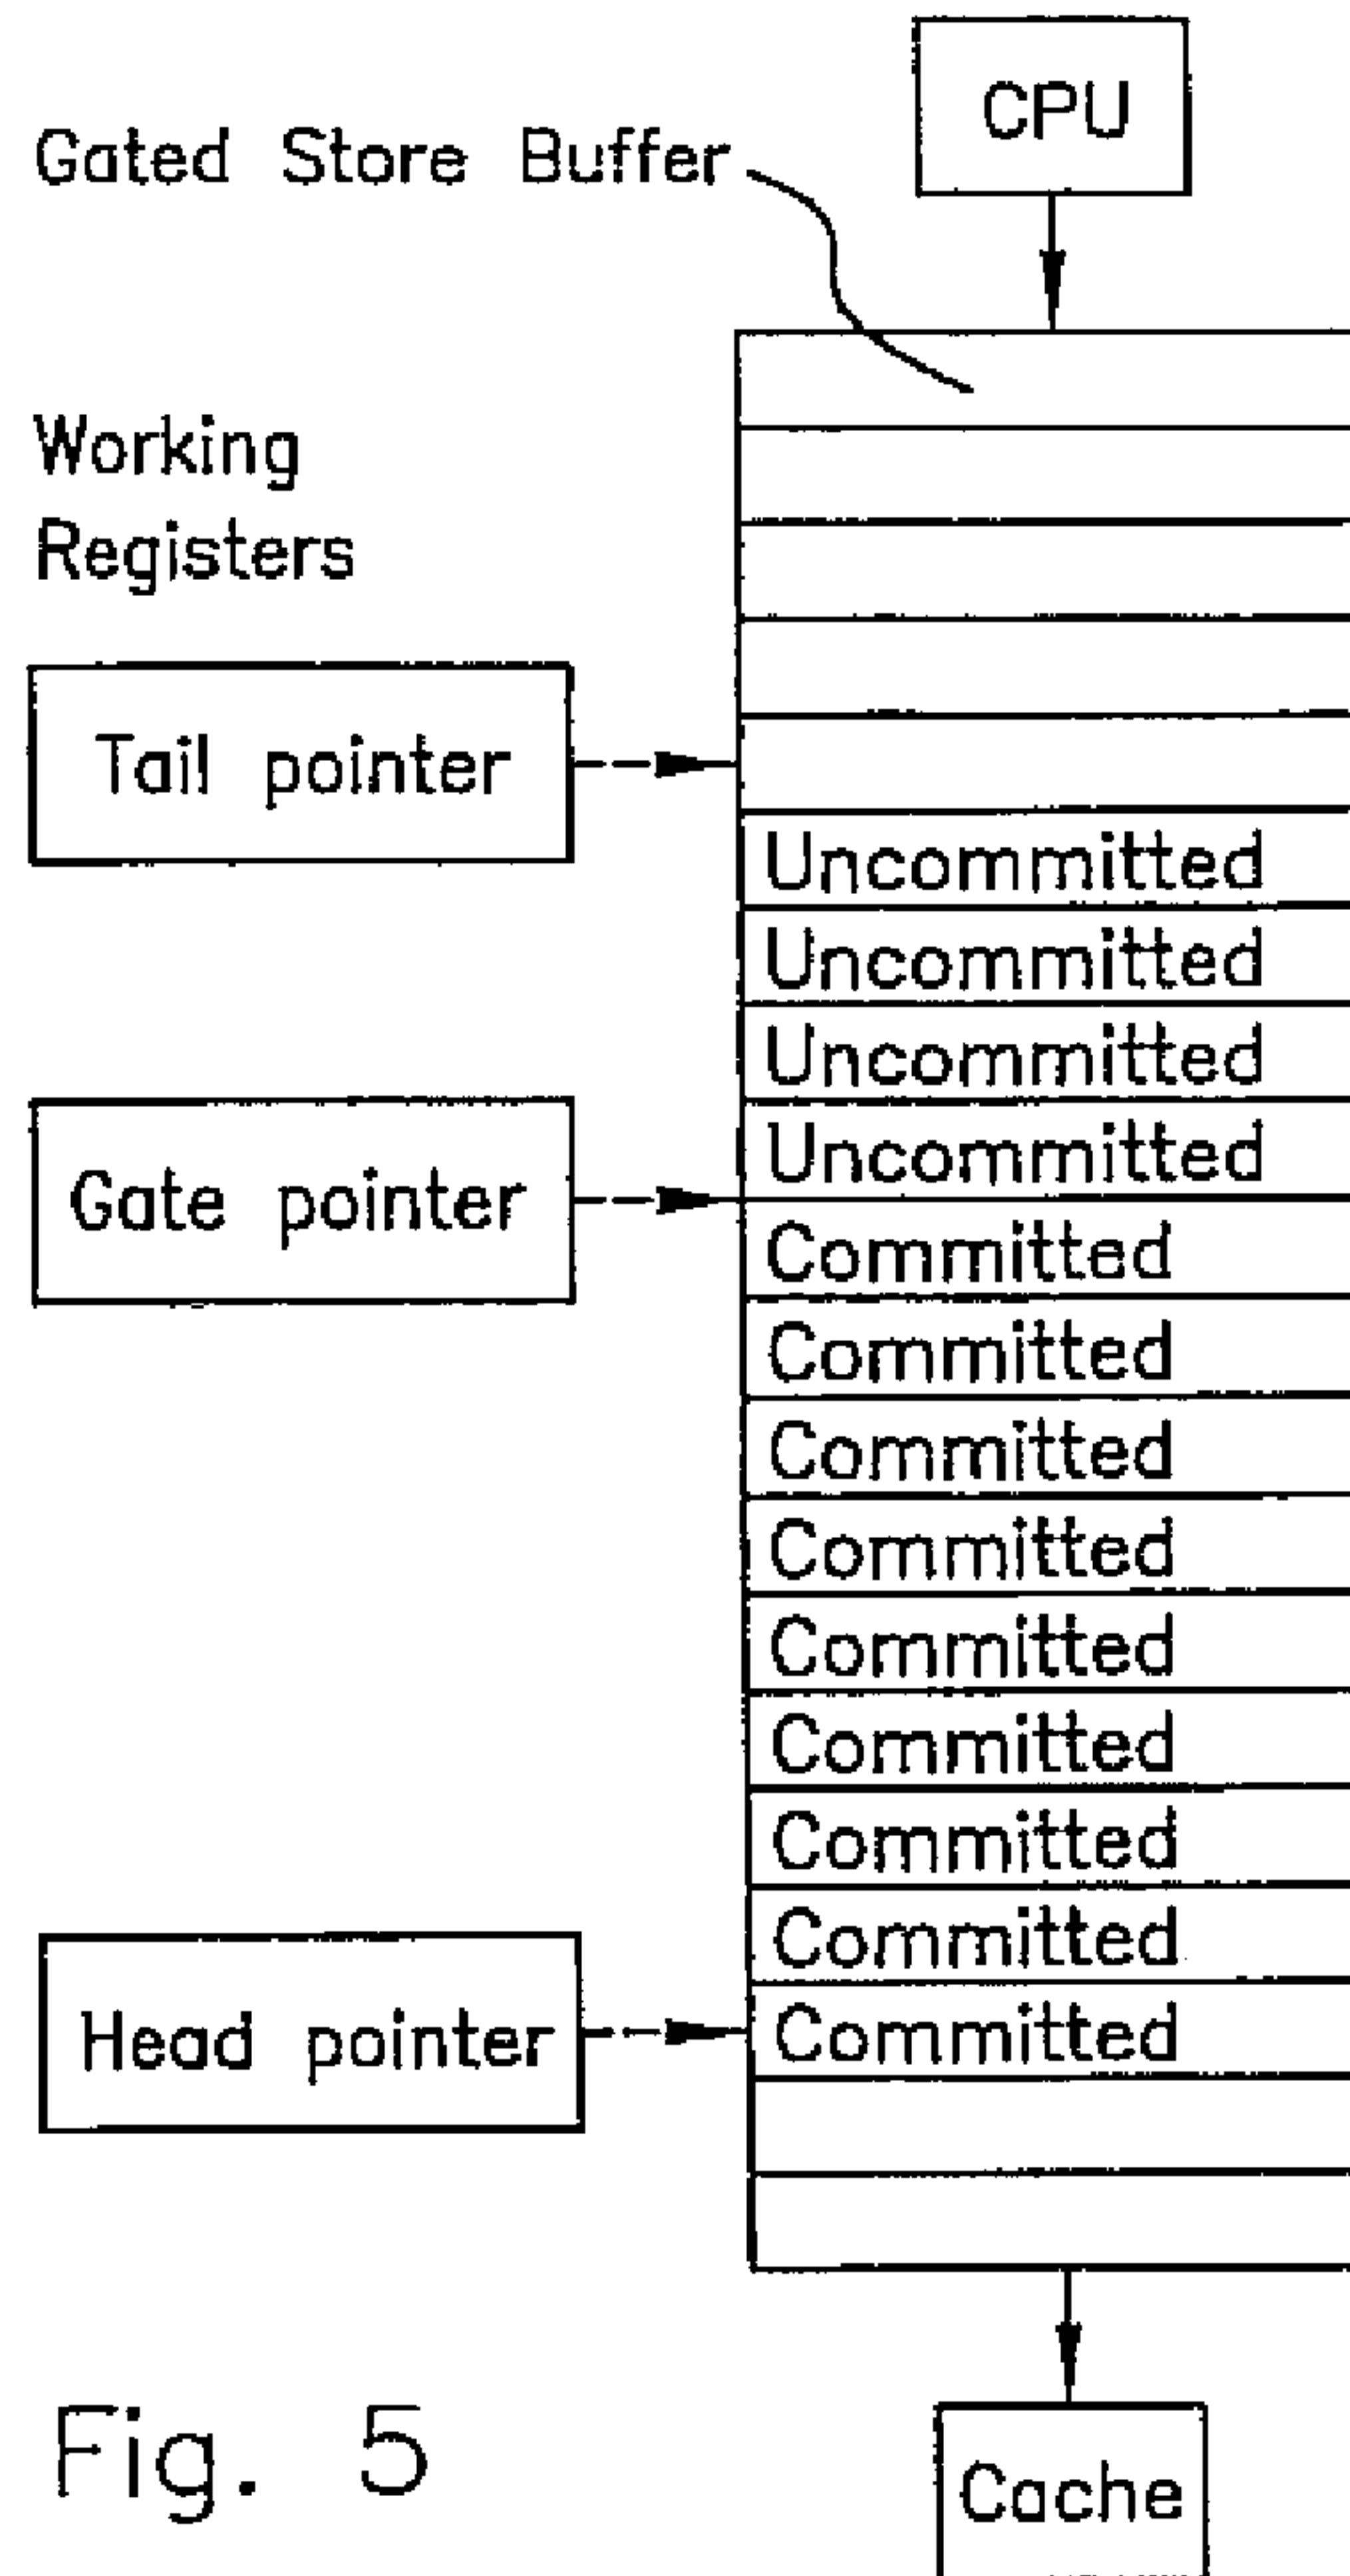 CPU
Gated Store Buffer
Working
Registers
Tail pointer
Uncommitted
Uncommitted
Uncommitted
Uncommitted
Gate pointer
Committed
Committed
Committed
Committed
Committed
Committed
Committed
Committed
Head pointer
Committed
Cache
Fig. 5